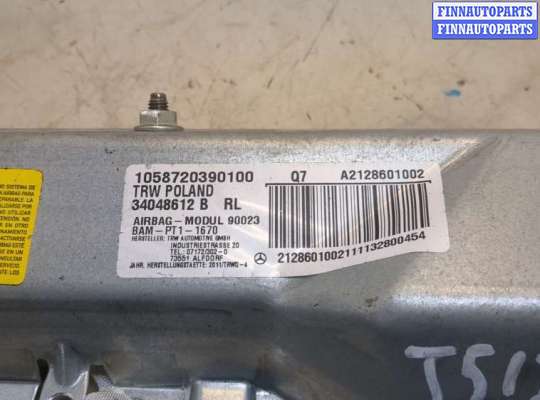 FINNAUTOPARTS
FINNAUTOPARTS
1058720390100 Q7 A2128601002
TRW POLAND
34048612 B RL
AIRBAG-MODUL 90023
BAM-PT1-1670
HERSTELLER: TRW AUTOMOTIVE GMBH
INDUSTRIESTRASSE 20
TEL.: 07172/302-0
73551 ALFDORF
JAHR, HERSTELLUNGSTAETTE: 2011/TRWG-4
2128601002111132800454